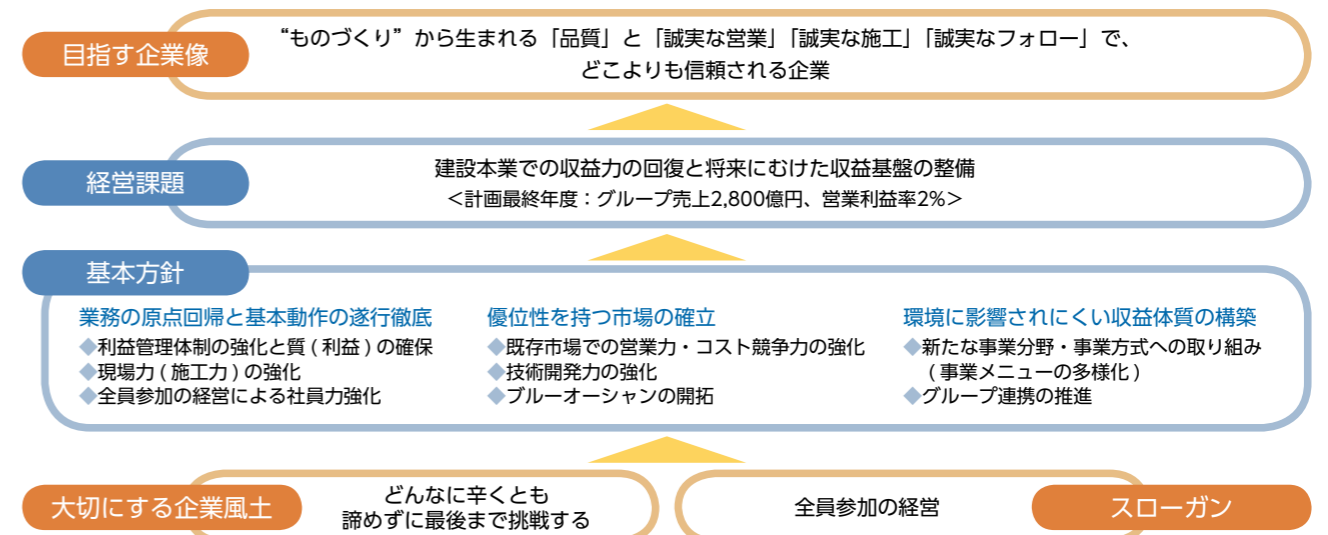 目指す企業像
“ものづくり”から生まれる「品質」と「誠実な営業」「誠実な施工」「誠実なフォロー」で、
どこよりも信頼される企業
経営課題
建設本業での収益力の回復と将来にむけた収益基盤の整備
＜計画最終年度：グループ売上2,800億円、営業利益率2%＞
基本方針
業務の原点回帰と基本動作の遂行徹底
◆利益管理体制の強化と質(利益)の確保
◆現場力(施工力)の強化
◆全員参加の経営による社員力強化
優位性を持つ市場の確立
◆既存市場での営業力・コスト競争力の強化
◆技術開発力の強化
◆ブルーオーシャンの開拓
環境に影響されにくい収益体質の構築
◆新たな事業分野・事業方式への取り組み
(事業メニューの多様化)
◆グループ連携の推進
大切にする企業風土
どんなに辛くとも
諦めずに最後まで挑戦する
全員参加の経営
スローガン